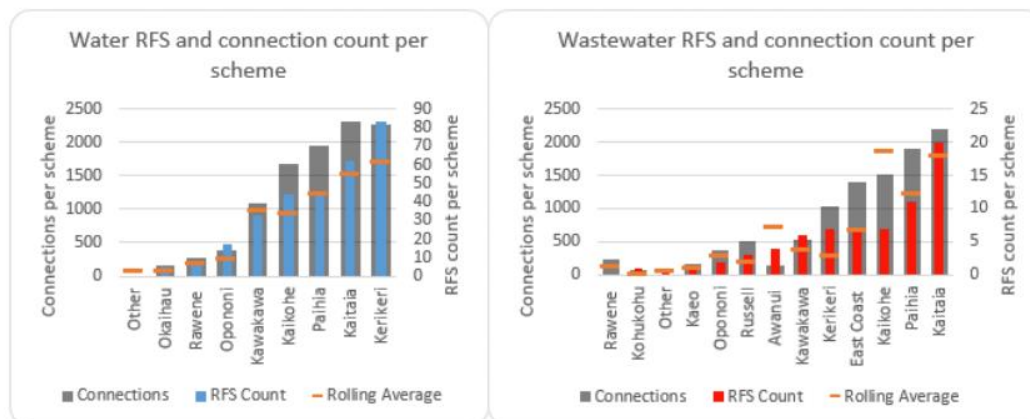 Water RFS and connection count per
scheme
Connections per scheme
2500
2000
1500
1000
500
0
90
80
70
60
50
40
30
20
10
0
RFS count per scheme
Other
Okaihau
Rawene
Opononi
Kawakawa
Kaikohe
Paihia
Kaitaia
Kerikeri
Connections RFS Count Rolling Average
Wastewater RFS and connection count per
scheme
Connections per scheme
2500
2000
1500
1000
500
0
25
20
15
10
5
0
RFS count per scheme
Rawene
Kohukohu
Other
Kaeo
Opononi
Russell
Awanui
Kawakawa
Kerikeri
East Coast
Kaikohe
Paihia
Kaitaia
Connections RFS Count Rolling Average